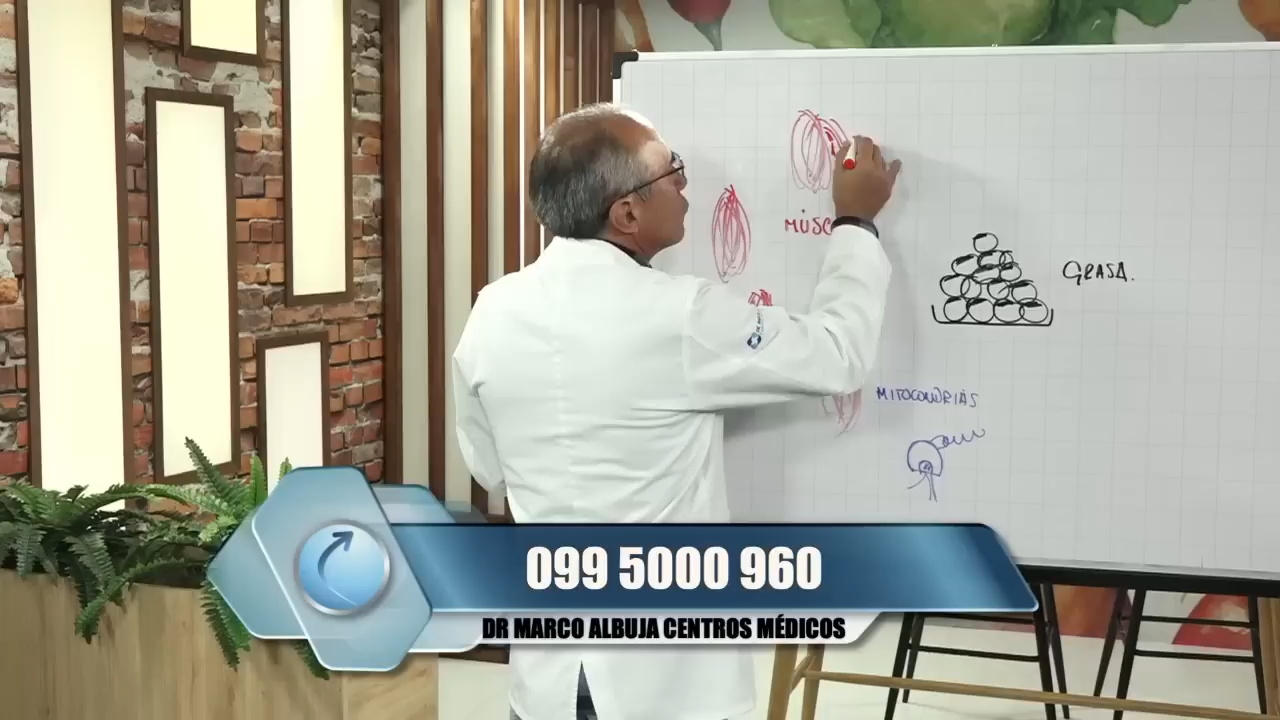 MÚSC
GRASA.
MITOCONDRIAS
099 5000 960
DR MARCO ALBUJA CENTROS MÉDICOS